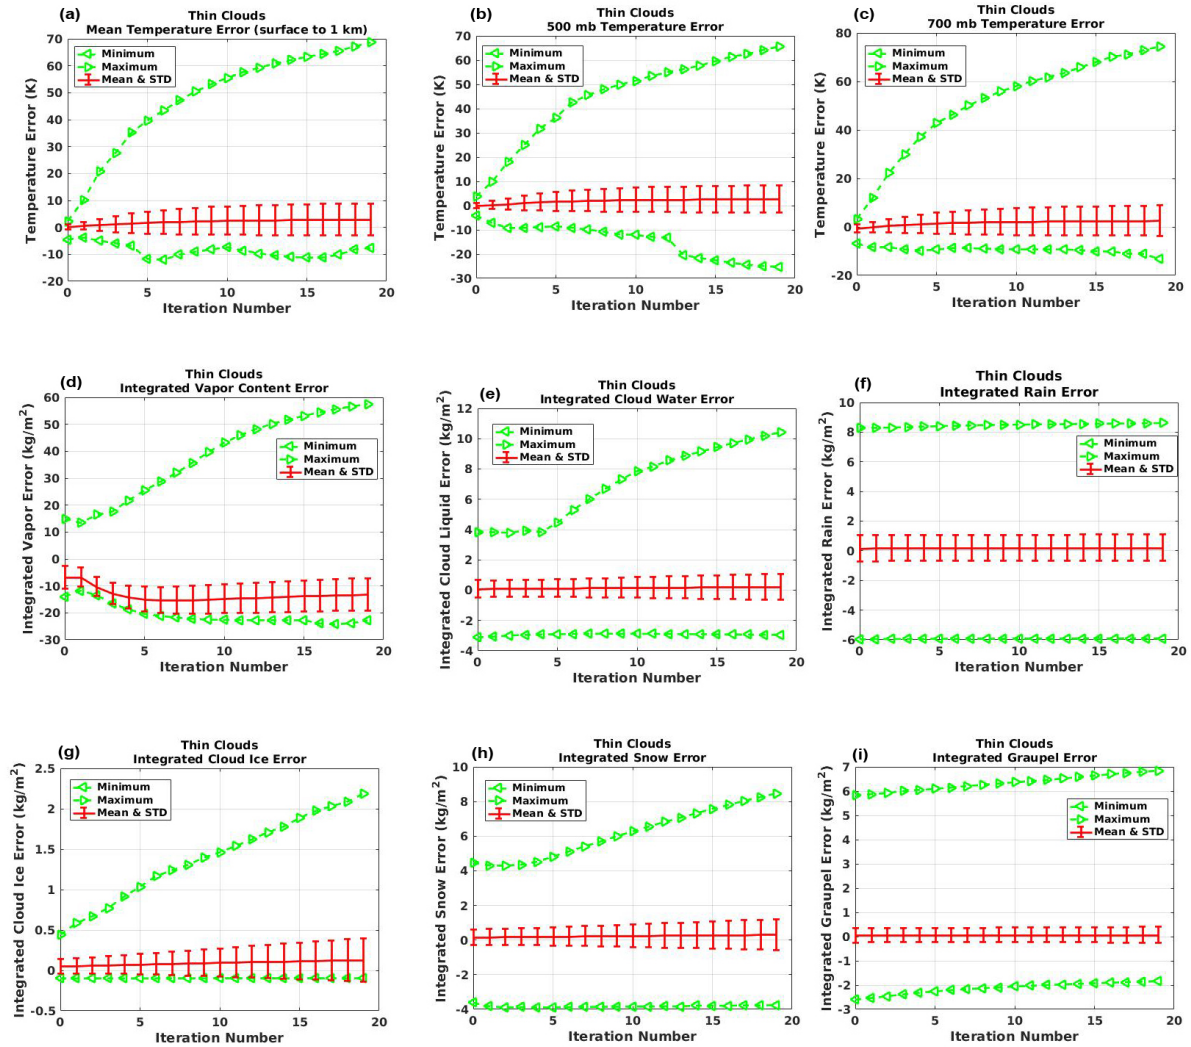 (a)
Thin Clouds
Mean Temperature Error (surface to 1 km)
70
60
50
40
30
20
10
0
-10
-20
Temperature Error (K)
Minimum
Maximum
Mean & STD
0 5 10 15 20
Iteration Number
(b)
Thin Clouds
500 mb Temperature Error
70
60
50
40
30
20
10
0
-10
-20
-30
Temperature Error (K)
Minimum
Maximum
Mean & STD
0 5 10 15 20
Iteration Number
(c)
Thin Clouds
700 mb Temperature Error
80
60
40
20
0
-20
Temperature Error (K)
Minimum
Maximum
Mean & STD
0 5 10 15 20
Iteration Number
(d)
Thin Clouds
Integrated Vapor Content Error
60
50
40
30
20
10
0
-10
-20
-30
Integrated Vapor Error (kg/m²)
Minimum
Maximum
Mean & STD
0 5 10 15 20
Iteration Number
(e)
Thin Clouds
Integrated Cloud Water Error
12
10
8
6
4
2
0
-2
-4
Integrated Cloud Liquid Error (kg/m²)
Minimum
Maximum
Mean & STD
0 5 10 15 20
Iteration Number
(f)
Thin Clouds
Integrated Rain Error
10
8
6
4
2
0
-2
-4
-6
Integrated Rain Error (kg/m²)
Minimum
Maximum
Mean & STD
0 5 10 15 20
Iteration Number
(g)
Thin Clouds
Integrated Cloud Ice Error
2.5
2
1.5
1
0.5
0
-0.5
Integrated Cloud Ice Error (kg/m²)
Minimum
Maximum
Mean & STD
0 5 10 15 20
Iteration Number
(h)
Thin Clouds
Integrated Snow Error
10
8
6
4
2
0
-2
-4
Integrated Snow Error (kg/m²)
Minimum
Maximum
Mean & STD
0 5 10 15 20
Iteration Number
(i)
Thin Clouds
Integrated Graupel Error
7
6
5
4
3
2
1
0
-1
-2
-3
Integrated Graupel Error (kg/m²)
Minimum
Maximum
Mean & STD
0 5 10 15 20
Iteration Number